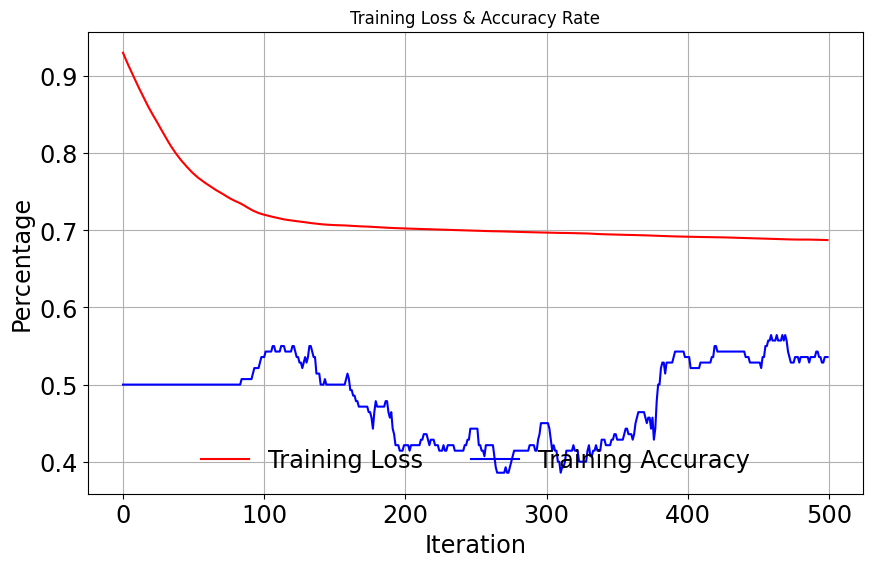 Training Loss & Accuracy Rate
Percentage
0.9
0.8
0.7
0.6
0.5
0.4
Training Loss
Training Accuracy
0
100
200
300
400
500
Iteration